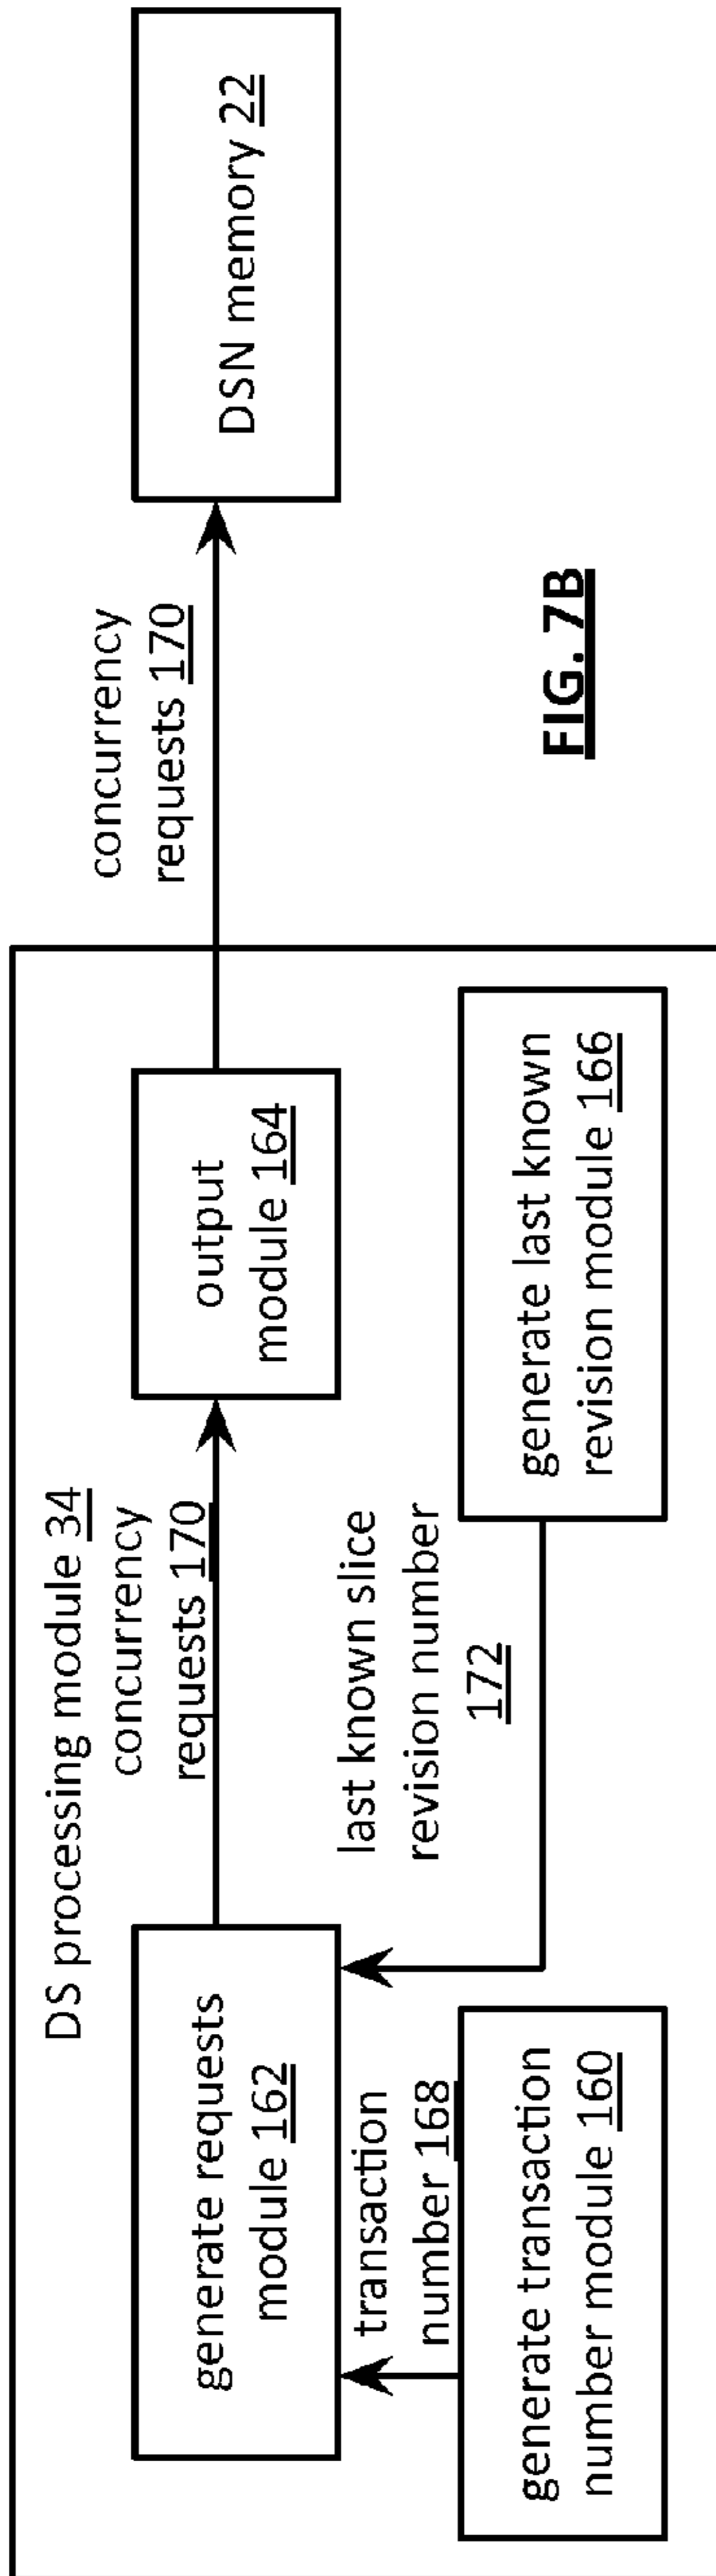 DS processing module 34
generate requests
module 162
concurrency
requests 170
output
module 164
concurrency
requests 170
DSN memory 22
transaction
number 168
last known slice
revision number
172
generate transaction
number module 160
generate last known
revision module 166
FIG. 7B